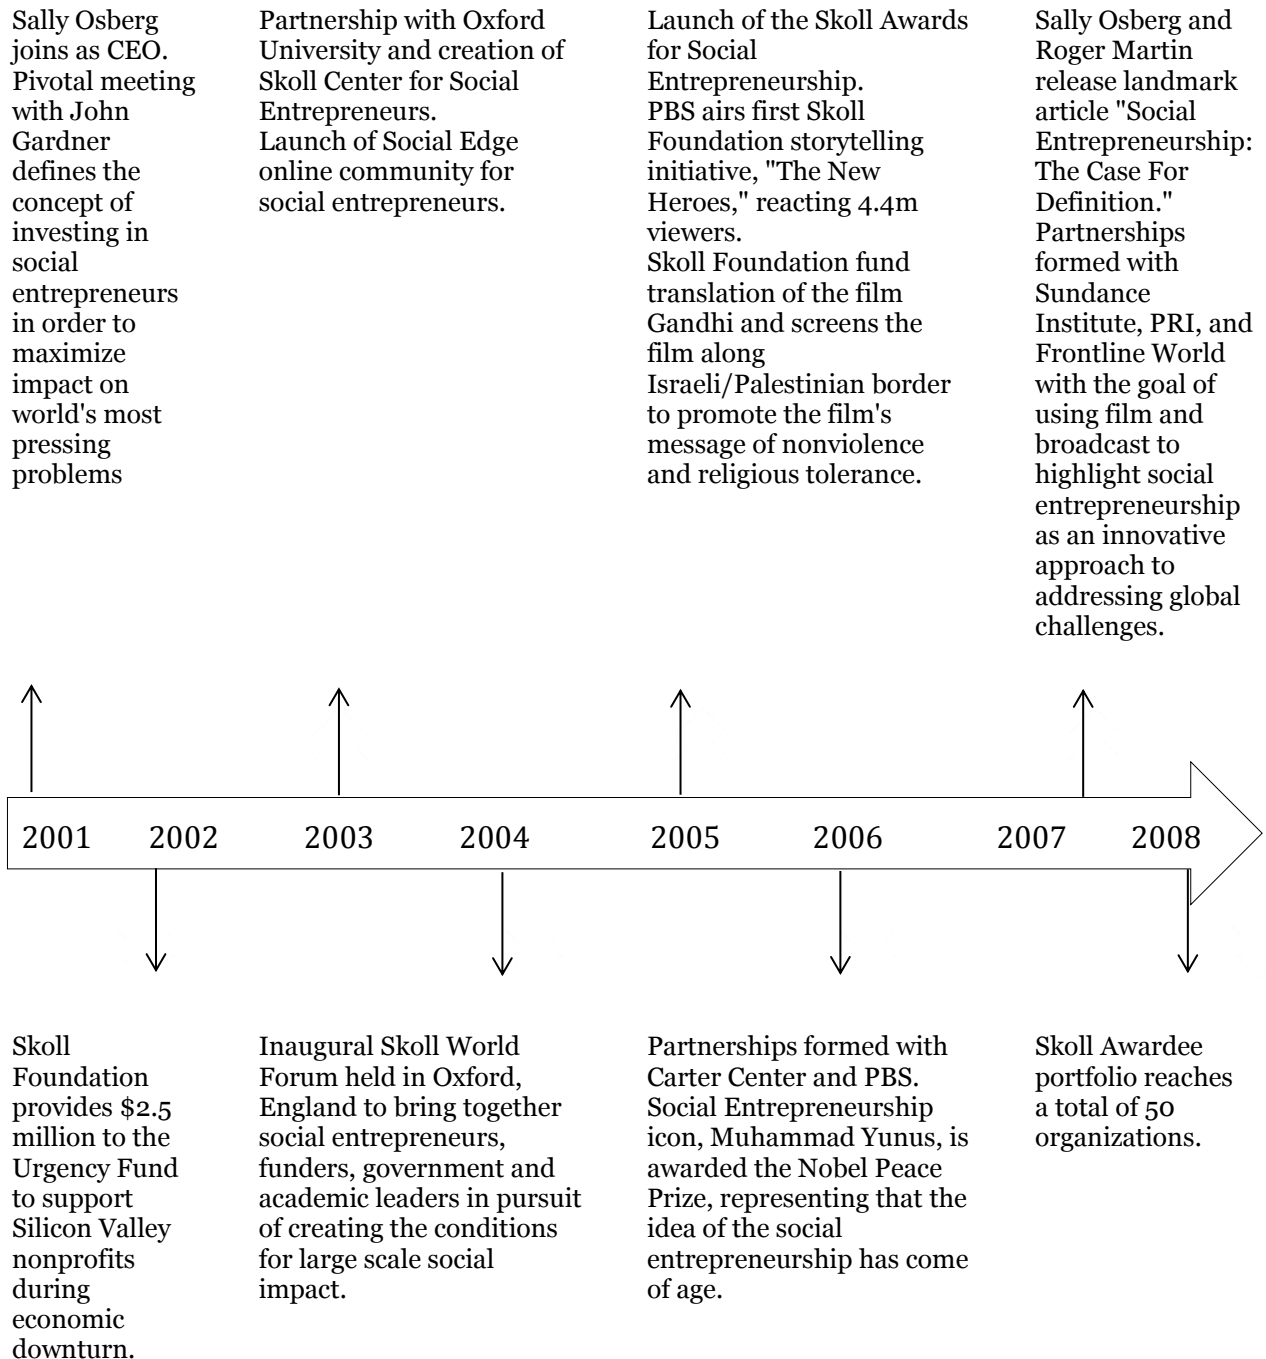 Sally Osberg
joins as CEO.
Pivotal meeting
with John
Gardner
defines the
concept of
investing in
social
entrepreneurs
in order to
maximize
impact on
world's most
pressing
problems
Partnership with Oxford
University and creation of
Skoll Center for Social
Entrepreneurs.
Launch of Social Edge
online community for
social entrepreneurs.
Launch of the Skoll Awards
for Social
Entrepreneurship.
PBS airs first Skoll
Foundation storytelling
initiative, "The New
Heroes," reacting 4.4m
viewers.
Skoll Foundation fund
translation of the film
Gandhi and screens the
film along
Israeli/Palestinian border
to promote the film's
message of nonviolence
and religious tolerance.
Sally Osberg and
Roger Martin
release landmark
article "Social
Entrepreneurship:
The Case For
Definition."
Partnerships
formed with
Sundance
Institute, PRI, and
Frontline World
with the goal of
using film and
broadcast to
highlight social
entrepreneurship
as an innovative
approach to
addressing global
challenges.
2001 2002 2003 2004 2005 2006 2007 2008
Skoll
Foundation
provides $2.5
million to the
Urgency Fund
to support
Silicon Valley
nonprofits
during
economic
downturn.
Inaugural Skoll World
Forum held in Oxford,
England to bring together
social entrepreneurs,
funders, government and
academic leaders in pursuit
of creating the conditions
for large scale social
impact.
Partnerships formed with
Carter Center and PBS.
Social Entrepreneurship
icon, Muhammad Yunus, is
awarded the Nobel Peace
Prize, representing that the
idea of the social
entrepreneurship has come
of age.
Skoll Awardee
portfolio reaches
a total of 50
organizations.